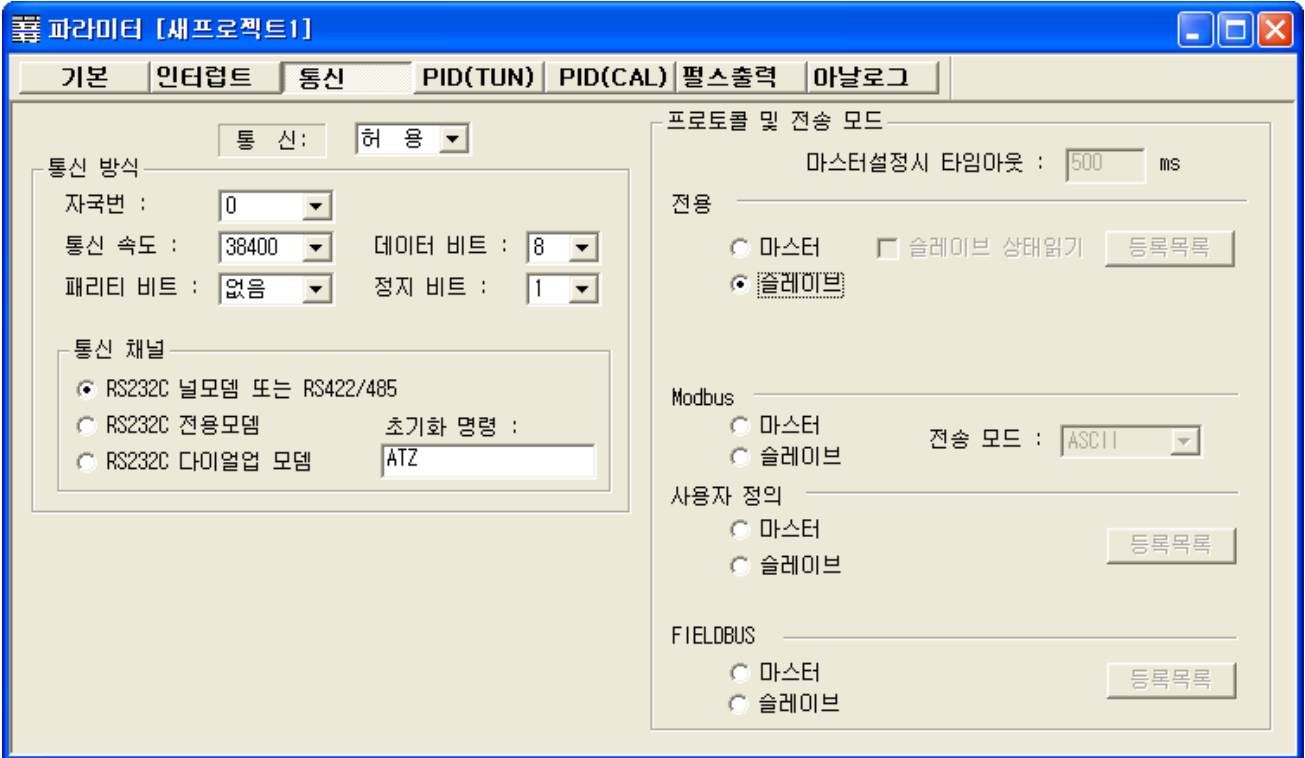 파라미터 [새프로젝트1]
기본 인터럽트 통신 PID(TUN) PID(CAL) 펄스출력 아날로그
통 신: 허 용
통신 방식
자국번 : 0
통신 속도 : 38400 데이터 비트 : 8
패리티 비트 : 없음 정지 비트 : 1
통신 채널
RS232C 널모뎀 또는 RS422/485
RS232C 전용모뎀 초기화 명령 :
RS232C 다이얼업 모뎀 ATZ
프로토콜 및 전송 모드
마스터설정시 타임아웃 : 500 ms
전용
마스터 슬레이브 상태읽기 등록목록
슬레이브
Modbus
마스터
전송 모드 : ASCII
슬레이브
사용자 정의
마스터
등록목록
슬레이브
FIELDBUS
마스터
등록목록
슬레이브